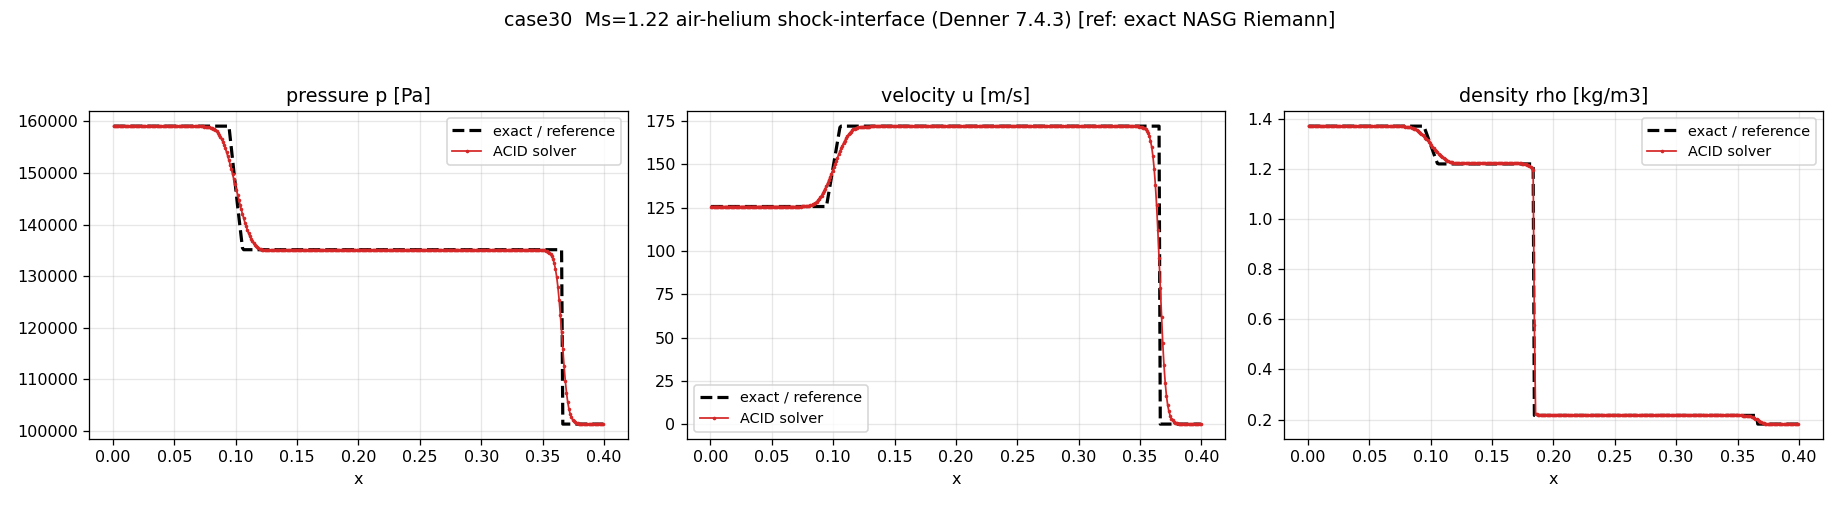 case30  Ms=1.22 air-helium shock-interface (Denner 7.4.3) [ref: exact NASG Riemann]
pressure p [Pa]
160000
150000
140000
130000
120000
110000
100000
0.00 0.05 0.10 0.15 0.20 0.25 0.30 0.35 0.40
x
exact / reference
ACID solver
velocity u [m/s]
175
150
125
100
75
50
25
0
0.00 0.05 0.10 0.15 0.20 0.25 0.30 0.35 0.40
x
exact / reference
ACID solver
density rho [kg/m3]
1.4
1.2
1.0
0.8
0.6
0.4
0.2
0.00 0.05 0.10 0.15 0.20 0.25 0.30 0.35 0.40
x
exact / reference
ACID solver